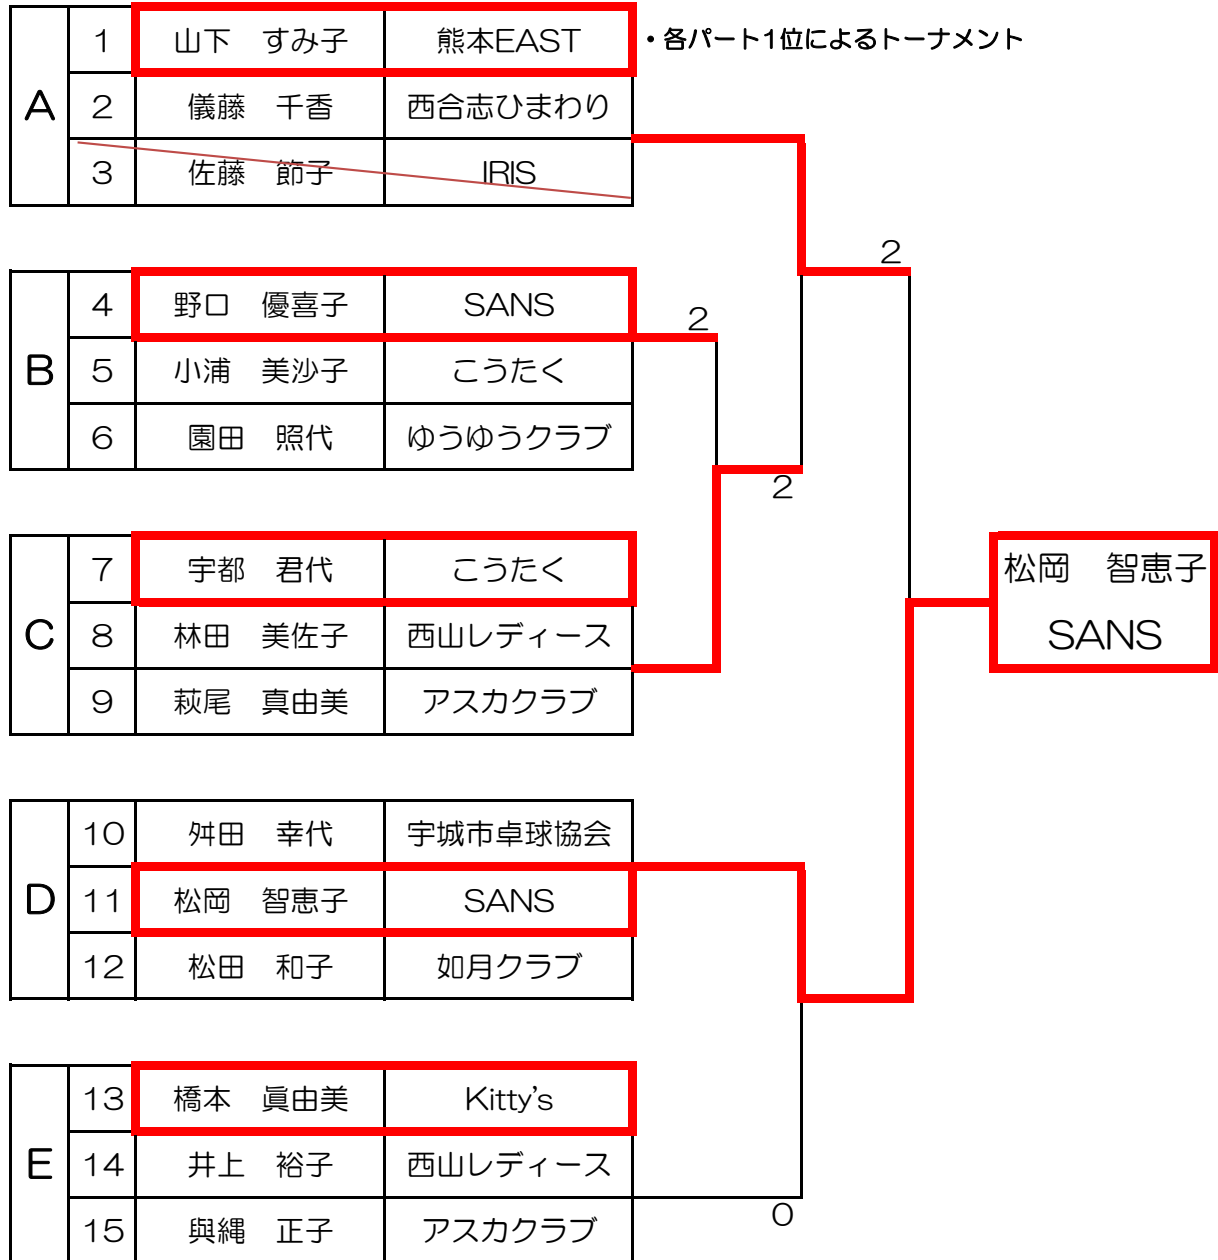 ・各パート1位によるトーナメント
A
1 山下 すみ子 熊本EAST
2 儀藤 千香 西合志ひまわり
3 佐藤 節子 IRIS
2
B
4 野口 優喜子 SANS
2
5 小浦 美沙子 こうたく
6 園田 照代 ゆうゆうクラブ
2
C
7 宇都 君代 こうたく
8 林田 美佐子 西山レディース
9 萩尾 真由美 アスカクラブ
松岡 智恵子
SANS
D
10 舛田 幸代 宇城市卓球協会
11 松岡 智恵子 SANS
12 松田 和子 如月クラブ
E
13 橋本 眞由美 Kitty's
14 井上 裕子 西山レディース
15 與縄 正子 アスカクラブ
0